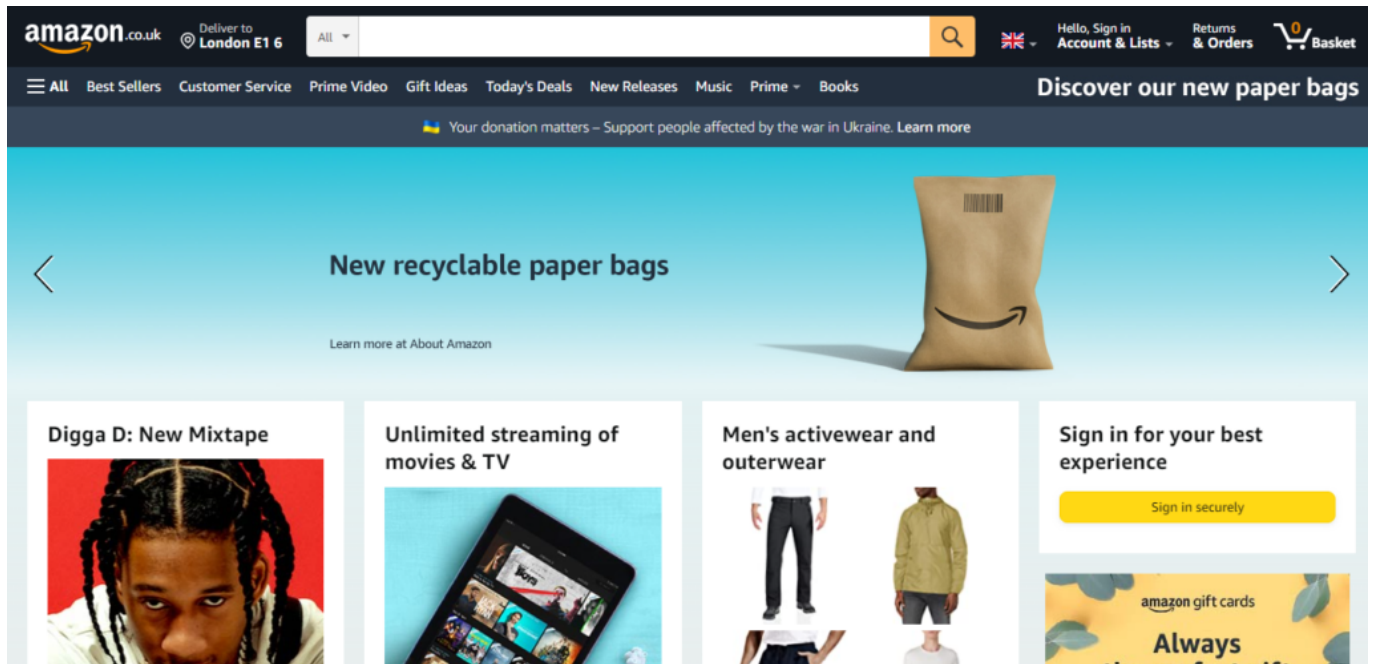 amazon.co.uk
Deliver to
London E1 6
All
Hello, Sign in
Account & Lists
Returns
& Orders
0
Basket
All Best Sellers Customer Service Prime Video Gift Ideas Today's Deals New Releases Music Prime Books
Discover our new paper bags
Your donation matters – Support people affected by the war in Ukraine. Learn more
New recyclable paper bags
Learn more at About Amazon
Digga D: New Mixtape
Unlimited streaming of
movies & TV
Men's activewear and
outerwear
Sign in for your best
experience
Sign in securely
BOYS
amazon gift cards
Always